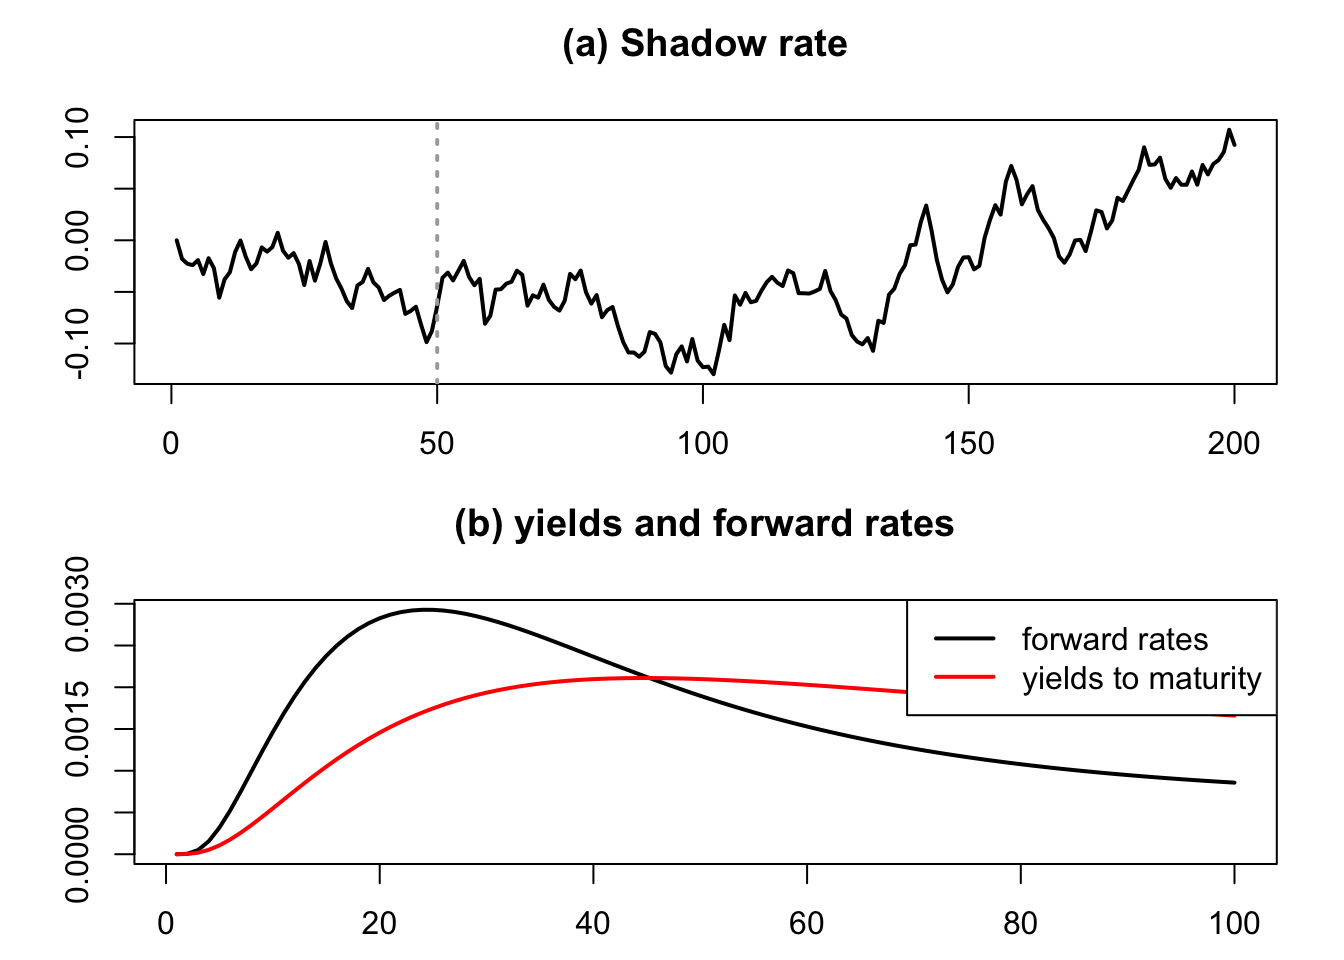 (a) Shadow rate
0.10
0.00
-0.10
0 50 100 150 200
(b) yields and forward rates
0.0030
0.0015
0.0000
forward rates
yields to maturity
0 20 40 60 80 100